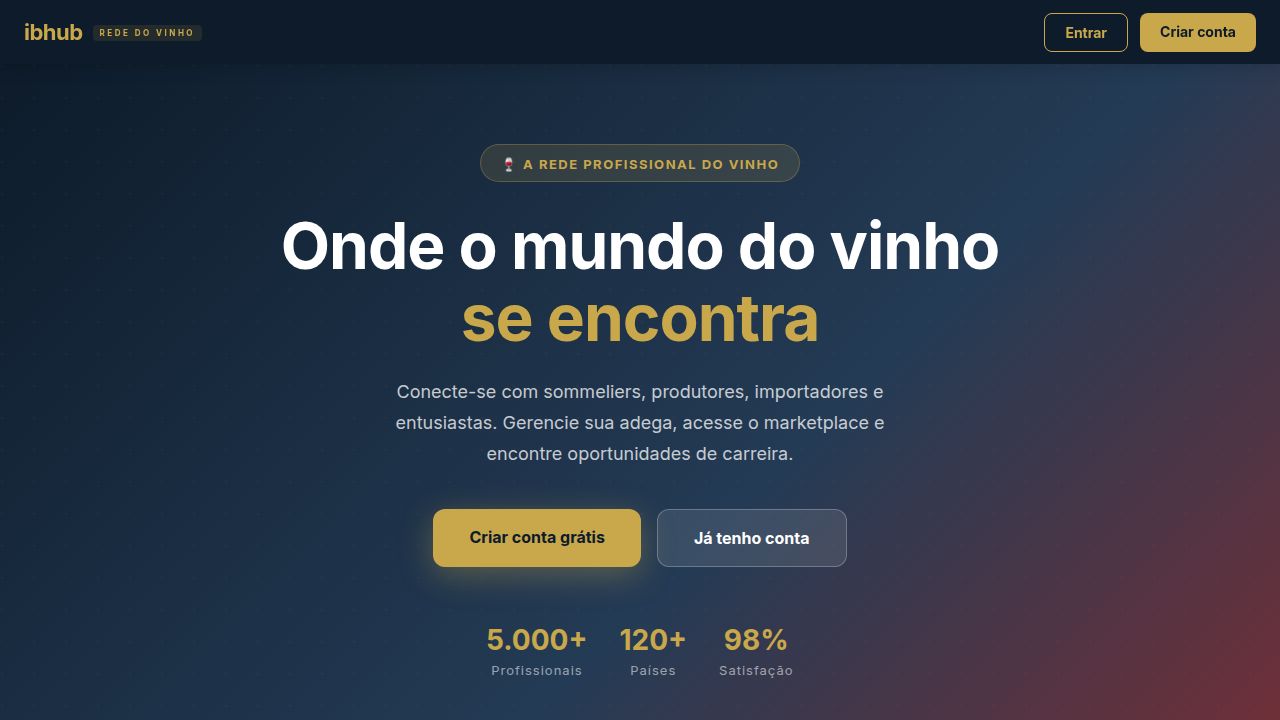 ibhub REDE DO VINHO Entrar Criar conta
🍷 A REDE PROFISSIONAL DO VINHO
Onde o mundo do vinho
se encontra
Conecte-se com sommeliers, produtores, importadores e
entusiastas. Gerencie sua adega, acesse o marketplace e
encontre oportunidades de carreira.
Criar conta grátis Já tenho conta
5.000+ 120+ 98%
Profissionais Países Satisfação